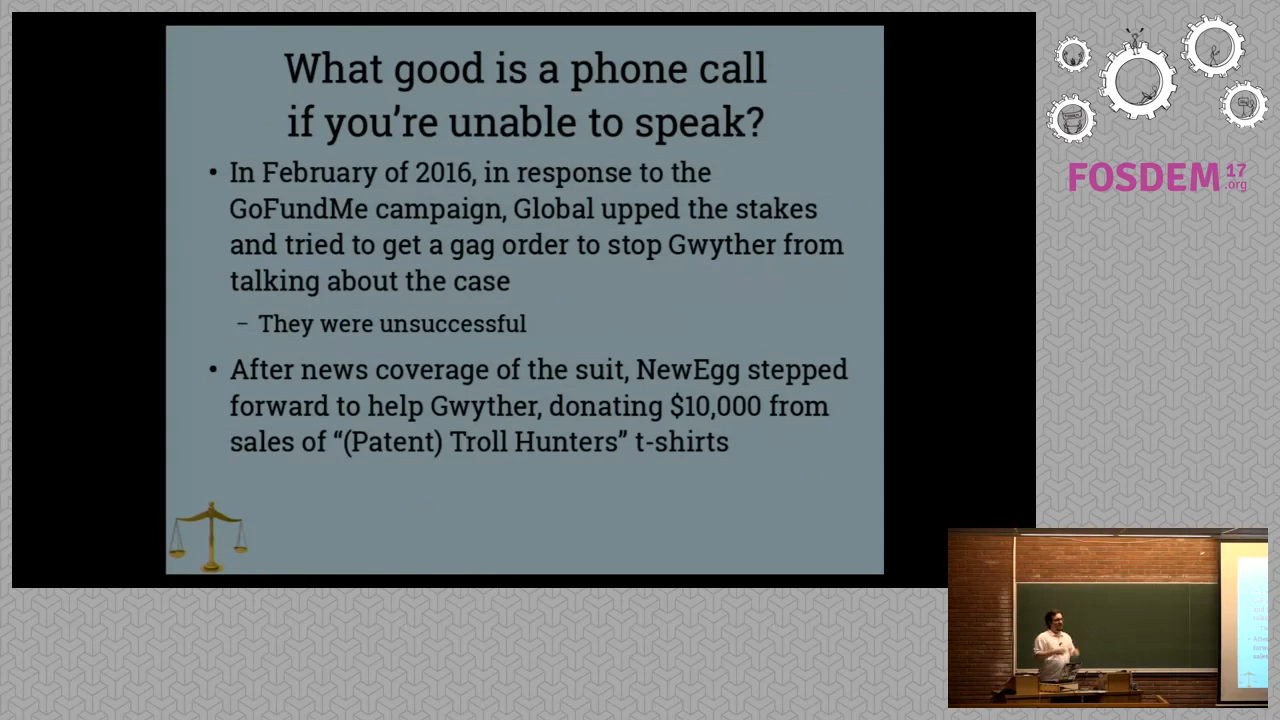 What good is a phone call
if you're unable to speak?
• In February of 2016, in response to the
GoFundMe campaign, Global upped the stakes
and tried to get a gag order to stop Gwyther from
talking about the case
– They were unsuccessful
• After news coverage of the suit, NewEgg stepped
forward to help Gwyther, donating $10,000 from
sales of “(Patent) Troll Hunters” t-shirts
FOSDEM 17
.org